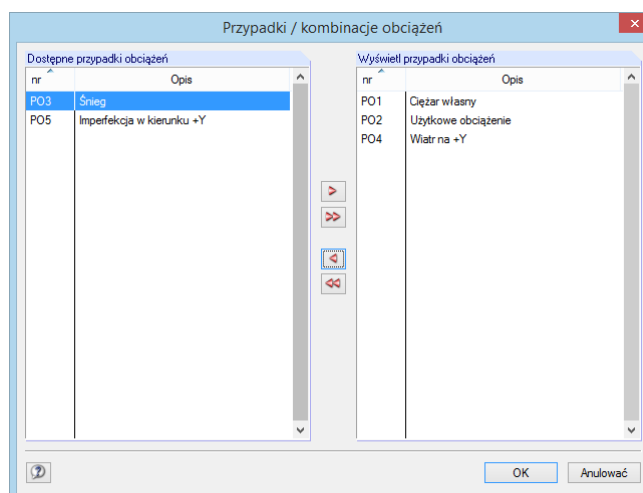 Przypadki / kombinacje obciążeń
Dostępne przypadki obciążeń
nr Opis
PO3 Śnieg
PO5 Imperfekcja w kierunku +Y
Wyświetl przypadki obciążeń
nr Opis
PO1 Ciężar własny
PO2 Użytkowe obciążenie
PO4 Wiatr na +Y
OK Anulować